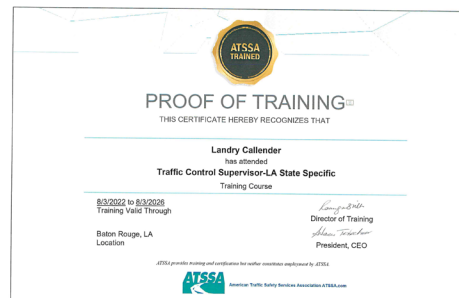 ATSSA
TRAINED
PROOF OF TRAINING
THIS CERTIFICATE HEREBY RECOGNIZES THAT
Landry Callender
has attended
Traffic Control Supervisor-LA State Specific
Training Course
8/3/2022 to 8/3/2026
Training Valid Through
Director of Training
Baton Rouge, LA
Location
President, CEO
ATSSA provides training and certification but neither constitutes employment by ATSSA.
ATSSA
American Traffic Safety Services Association ATSSA.com